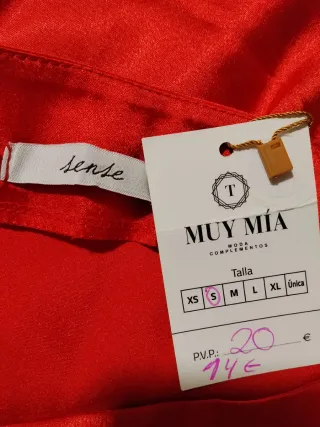 sense
T
MUY MÍA
MODA
COMPLEMENTOS
Talla
XS S M L XL Única
P.V.P.: 20 €
14€